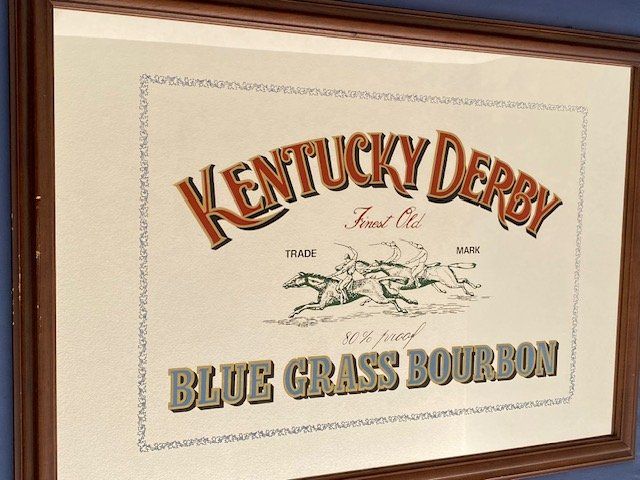 KENTUCKY DERBY
Finest Old
TRADE MARK
80% proof
BLUE GRASS BOURBON